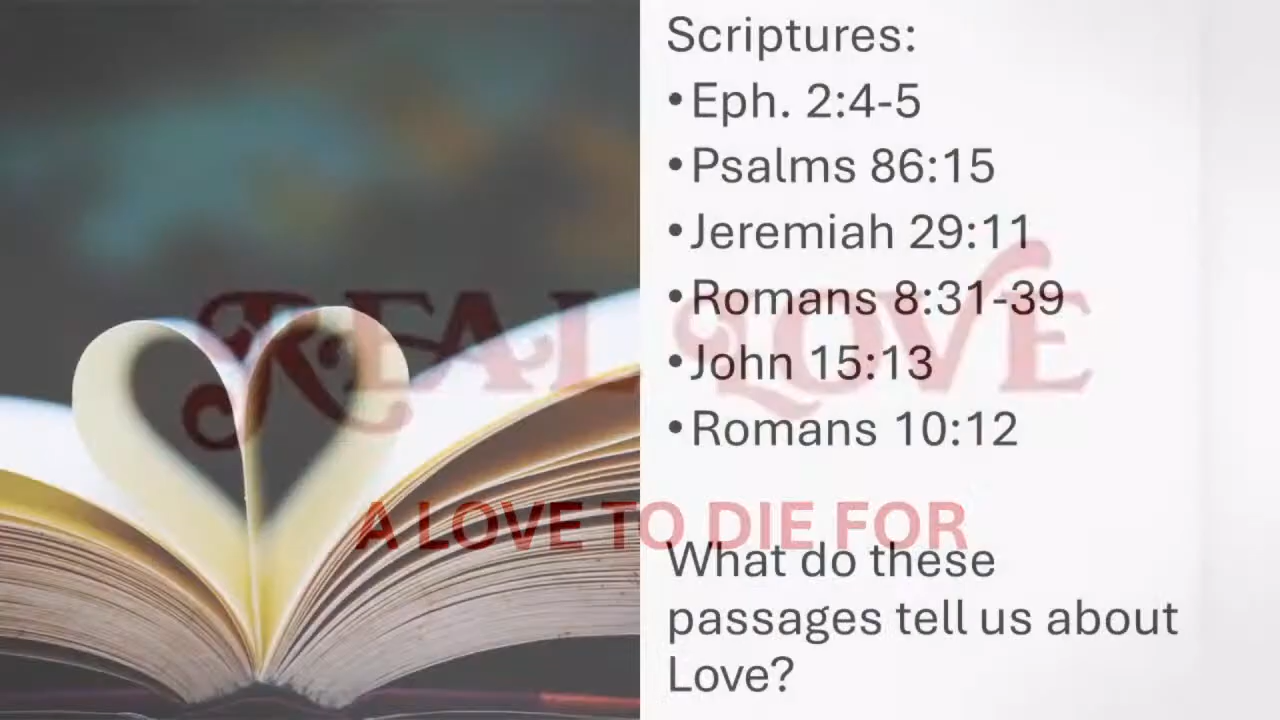 Scriptures:
•Eph. 2:4-5
•Psalms 86:15
•Jeremiah 29:11
•Romans 8:31-39
•John 15:13
•Romans 10:12
REAL LOVE
A LOVE TO DIE FOR
What do these
passages tell us about
Love?